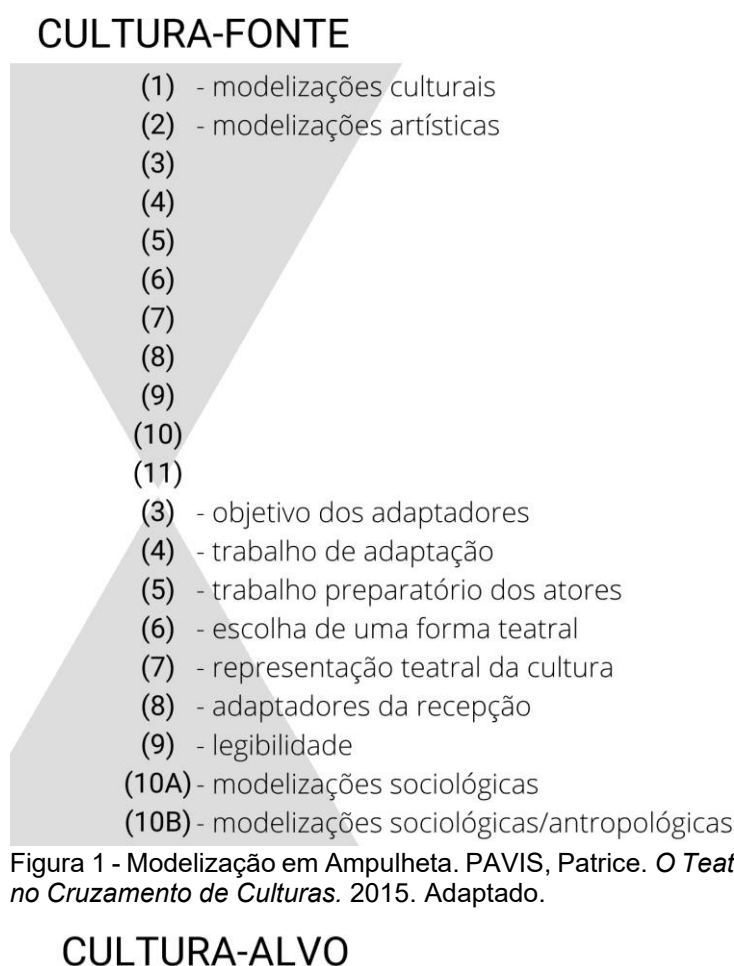 CULTURA-FONTE
(1) - modelizações culturais
(2) - modelizações artísticas
(3)
(4)
(5)
(6)
(7)
(8)
(9)
(10)
(11)
(3) - objetivo dos adaptadores
(4) - trabalho de adaptação
(5) - trabalho preparatório dos atores
(6) - escolha de uma forma teatral
(7) - representação teatral da cultura
(8) - adaptadores da recepção
(9) - legibilidade
(10A) - modelizações sociológicas
(10B) - modelizações sociológicas/antropológicas
Figura 1 - Modelização em Ampulheta. PAVIS, Patrice. O Teat
no Cruzamento de Culturas. 2015. Adaptado.
CULTURA-ALVO